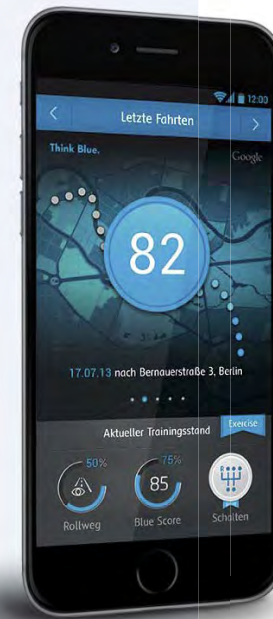 12:00
Letzte Fahrten
Think Blue.
Google
82
17.07.13 nach Bernauerstraße 3, Berlin
Aktueller Trainingsstand
Exercise
50%
75%
85
Rollweg
Blue Score
Schalten